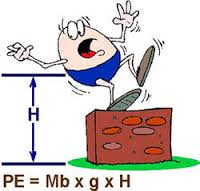 H
PE = Mb x g x H